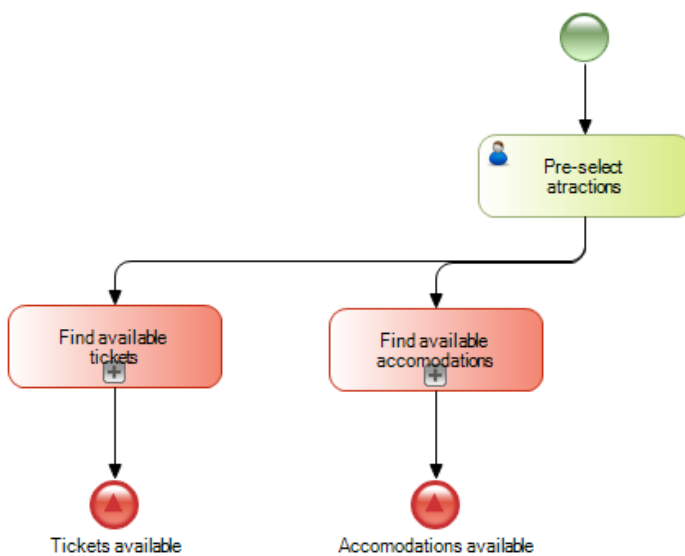 Pre-select
atractions
Find available
tickets
Find available
accomodations
Tickets available
Accomodations available